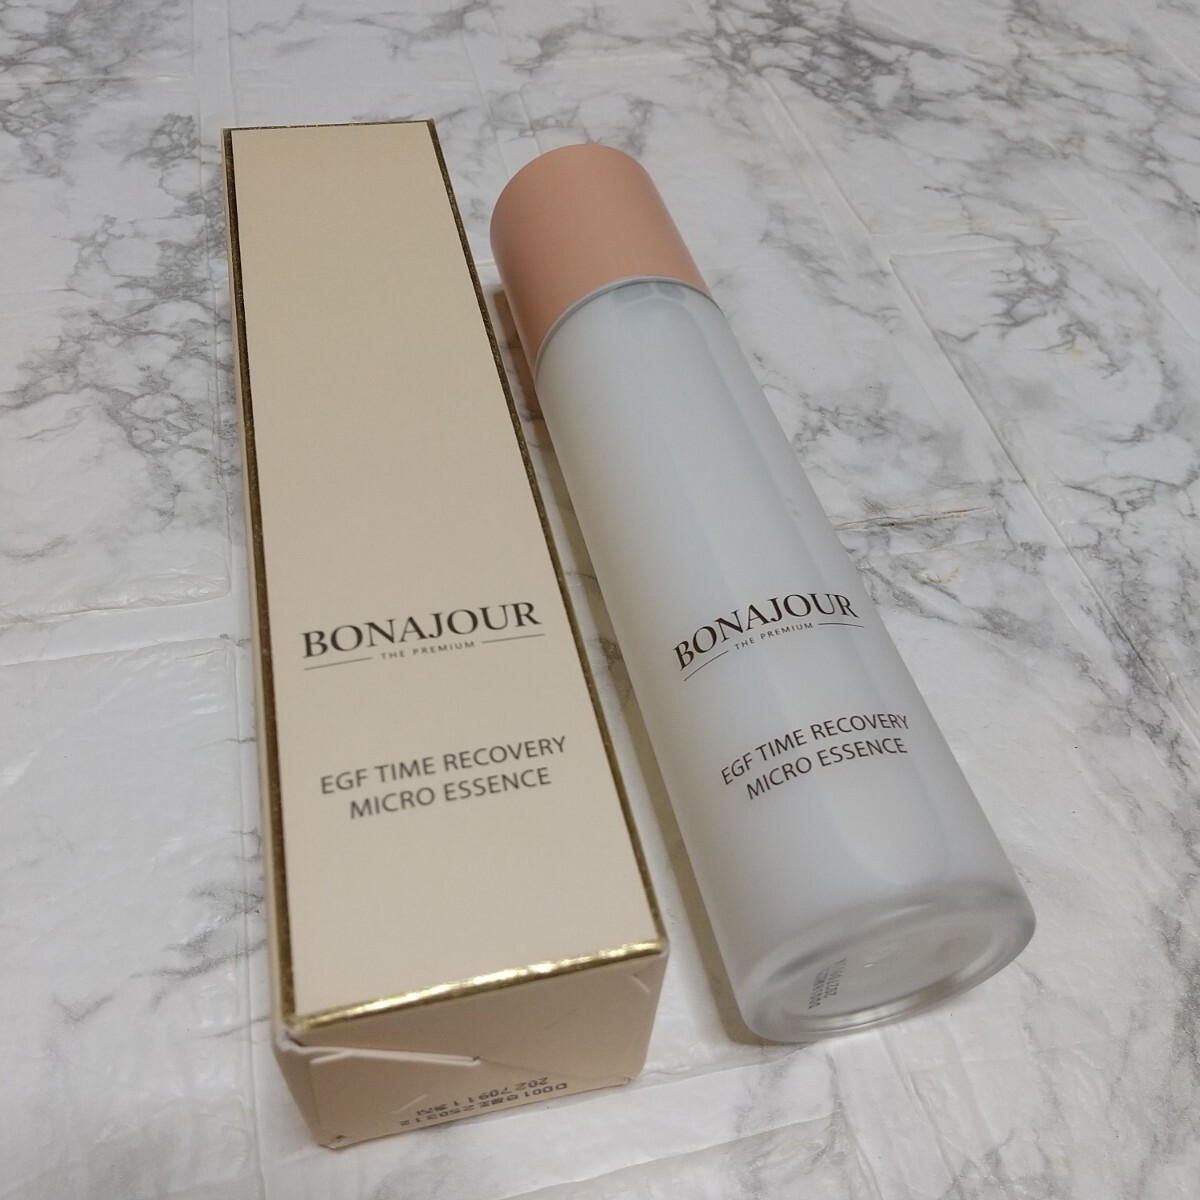 BONAJOUR
THE PREMIUM
EGF TIME RECOVERY
MICRO ESSENCE
BONAJOUR
THE PREMIUM
EGF TIME RECOVERY
MICRO ESSENCE